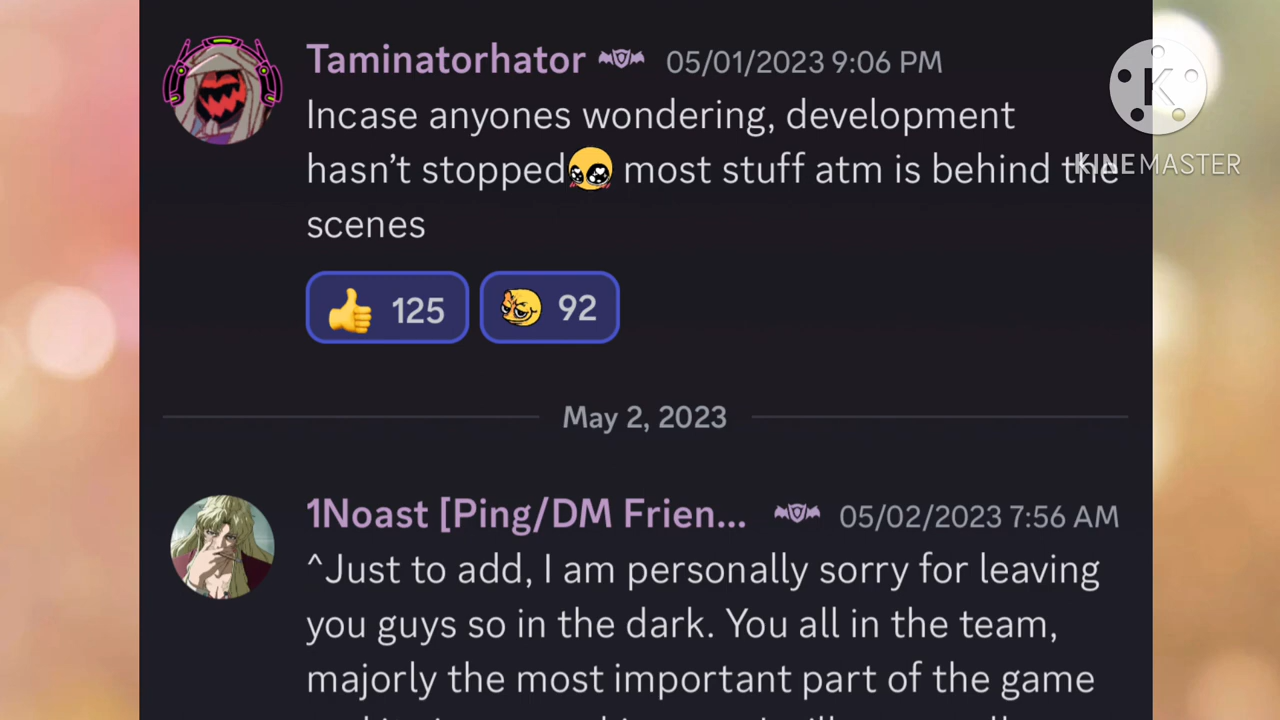 Taminatorhator 05/01/2023 9:06 PM
Incase anyones wondering, development
hasn't stopped most stuff atm is behind the
scenes
125 92
May 2, 2023
1Noast [Ping/DM Frien... 05/02/2023 7:56 AM
^Just to add, I am personally sorry for leaving
you guys so in the dark. You all in the team,
majorly the most important part of the game
K
KINEMASTER